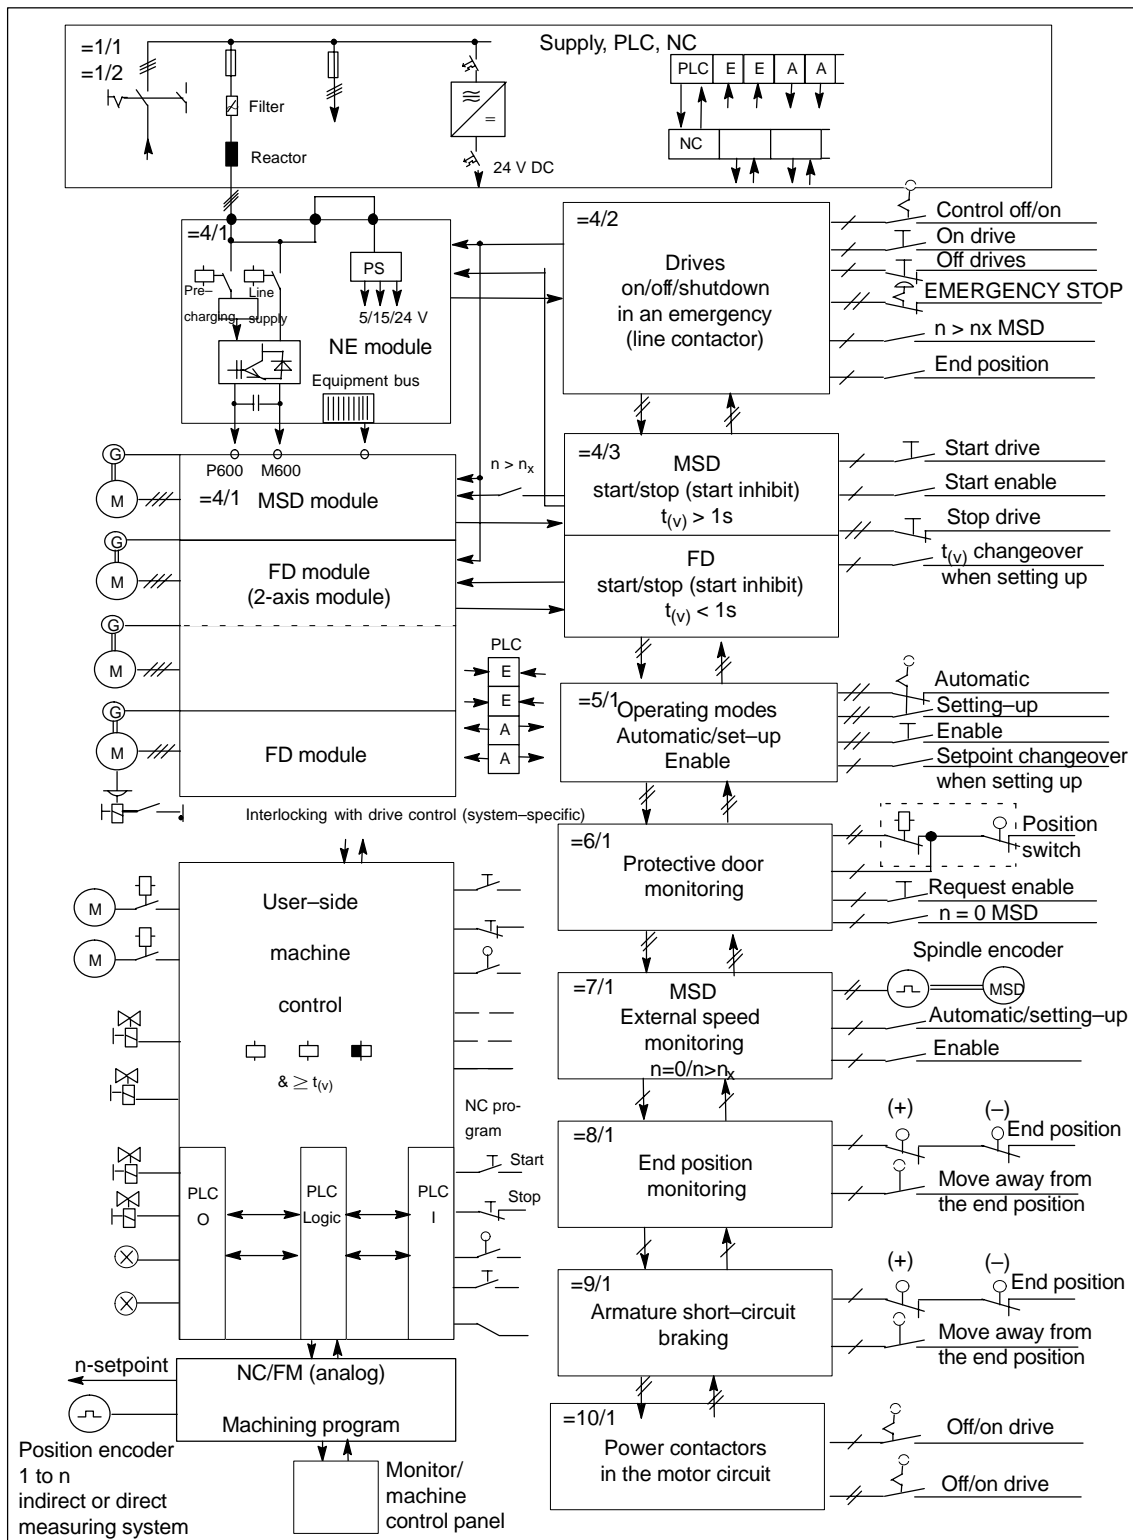 =1/1
=1/2
Supply, PLC, NC
PLC E E A A
NC
Filter
Reactor
24 V DC
=4/1
Pre–
charging
Line
supply
PS
5/15/24 V
NE module
Equipment bus
P600 M600
=4/2
Drives
on/off/shutdown
in an emergency
(line contactor)
Control off/on
On drive
Off drives
EMERGENCY STOP
n > nx MSD
End position
G
M
=4/1
MSD module
n > nx
=4/3
MSD
start/stop (start inhibit)
t(v) > 1s
Start drive
Start enable
Stop drive
t(v) changeover
when setting up
G
M
FD module
(2-axis module)
FD
start/stop (start inhibit)
t(v) < 1s
G
M
PLC
E
E
A
A
G
M
FD module
=5/1
Operating modes
Automatic/set–up
Enable
Automatic
Setting–up
Enable
Setpoint changeover
when setting up
Interlocking with drive control (system–specific)
=6/1
Protective door
monitoring
Position
switch
Request enable
n = 0 MSD
M
M
User–side
machine
control
& ≥ t(v)
=7/1
MSD
External speed
monitoring
n=0/n>nx
Spindle encoder
MSD
Automatic/setting–up
Enable
NC pro-
gram
Start
Stop
PLC
O
PLC
Logic
PLC
I
=8/1
End position
monitoring
(+) (–)
End position
Move away from
the end position
=9/1
Armature short–circuit
braking
(+) (–)
End position
Move away from
the end position
n-setpoint
NC/FM (analog)
Machining program
Position encoder
1 to n
indirect or direct
measuring system
Monitor/
machine
control panel
=10/1
Power contactors
in the motor circuit
Off/on drive
Off/on drive